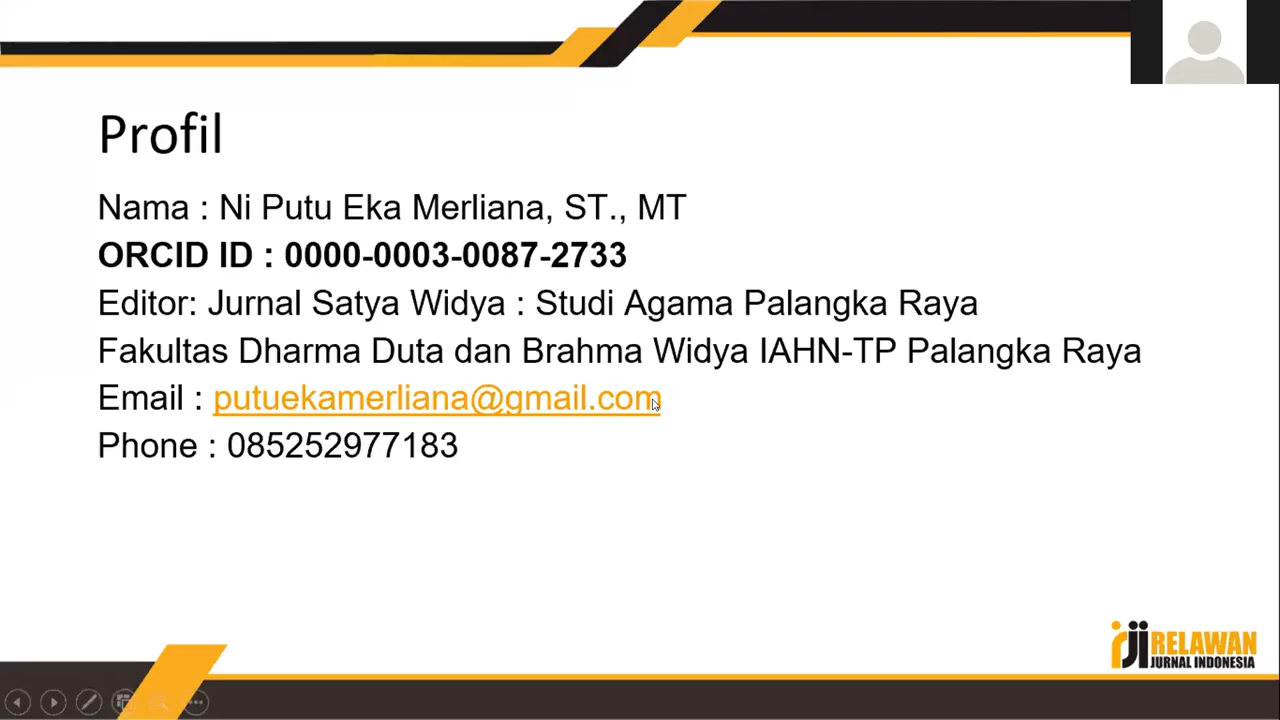 Profil
Nama : Ni Putu Eka Merliana, ST., MT
ORCID ID : 0000-0003-0087-2733
Editor: Jurnal Satya Widya : Studi Agama Palangka Raya
Fakultas Dharma Duta dan Brahma Widya IAHN-TP Palangka Raya
Email : putuekamerliana@gmail.com
Phone : 085252977183
rji RELAWAN
JURNAL INDONESIA